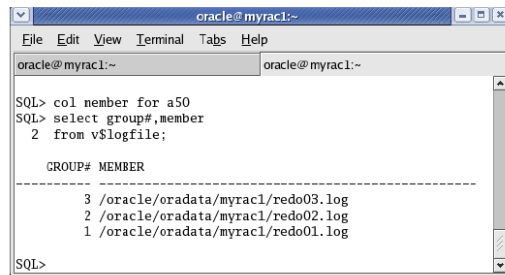 oracle@myrac1:~
File Edit View Terminal Tabs Help
oracle@myrac1:~ oracle@myrac1:~
SQL> col member for a50
SQL> select group#,member
  2  from v$logfile;
    GROUP# MEMBER
---------- --------------------------------------------------
         3 /oracle/oradata/myrac1/redo03.log
         2 /oracle/oradata/myrac1/redo02.log
         1 /oracle/oradata/myrac1/redo01.log
SQL>